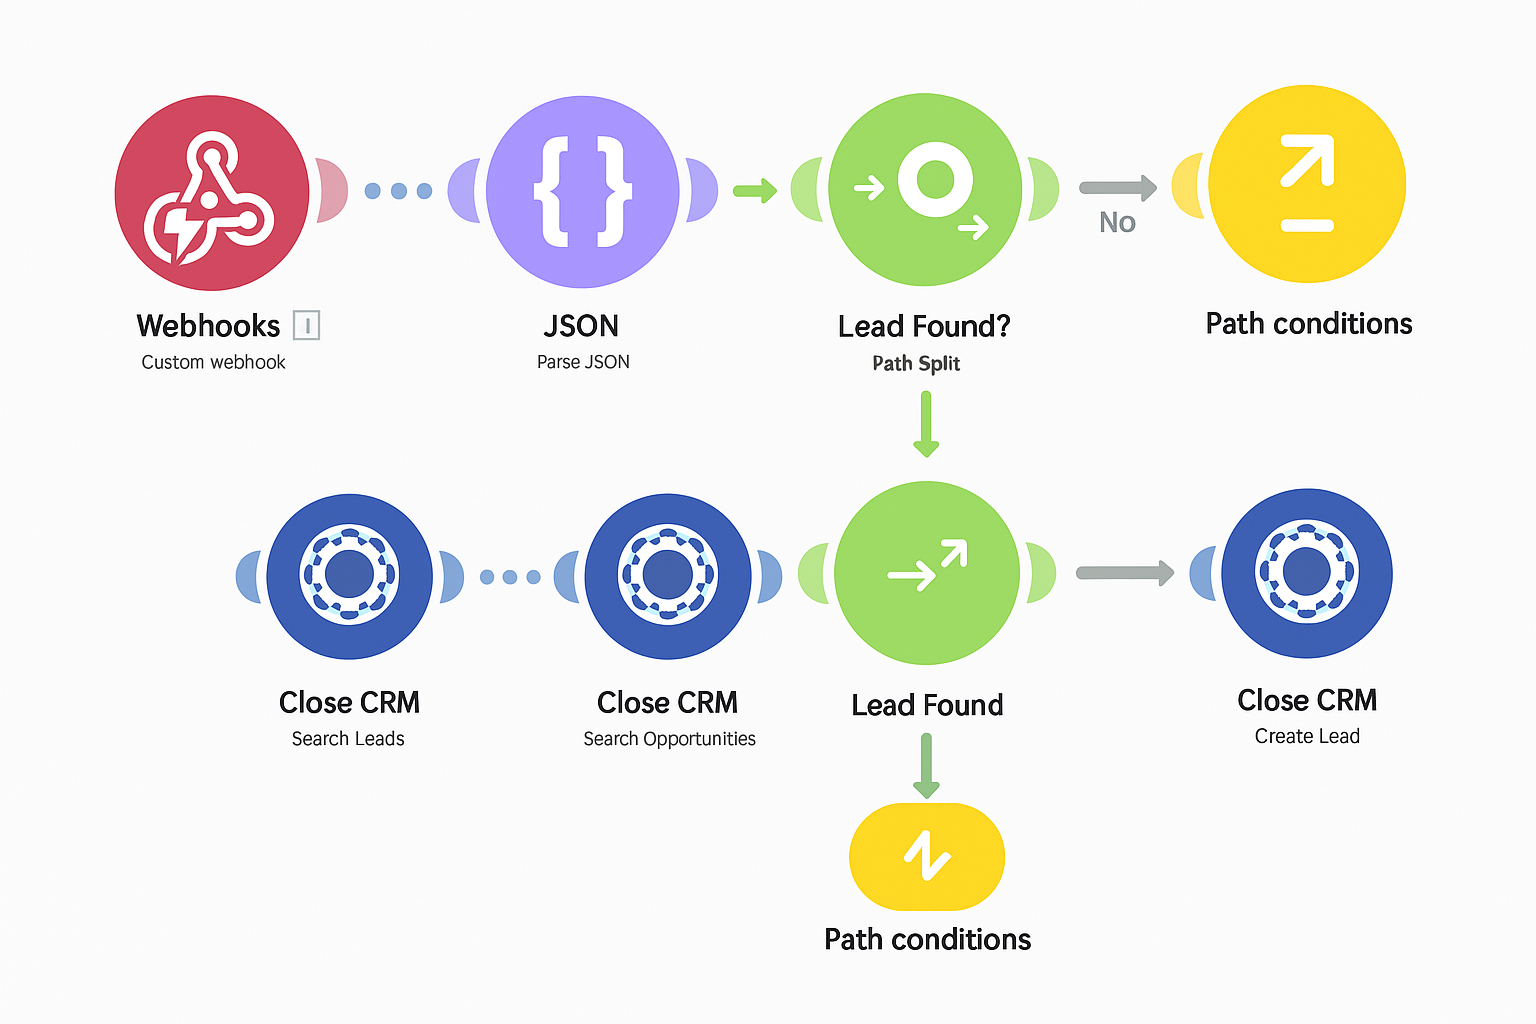 Webhooks
Custom webhook
JSON
Parse JSON
Lead Found?
Path Split
No
Path conditions
Close CRM
Search Leads
Close CRM
Search Opportunities
Lead Found
Close CRM
Create Lead
Path conditions